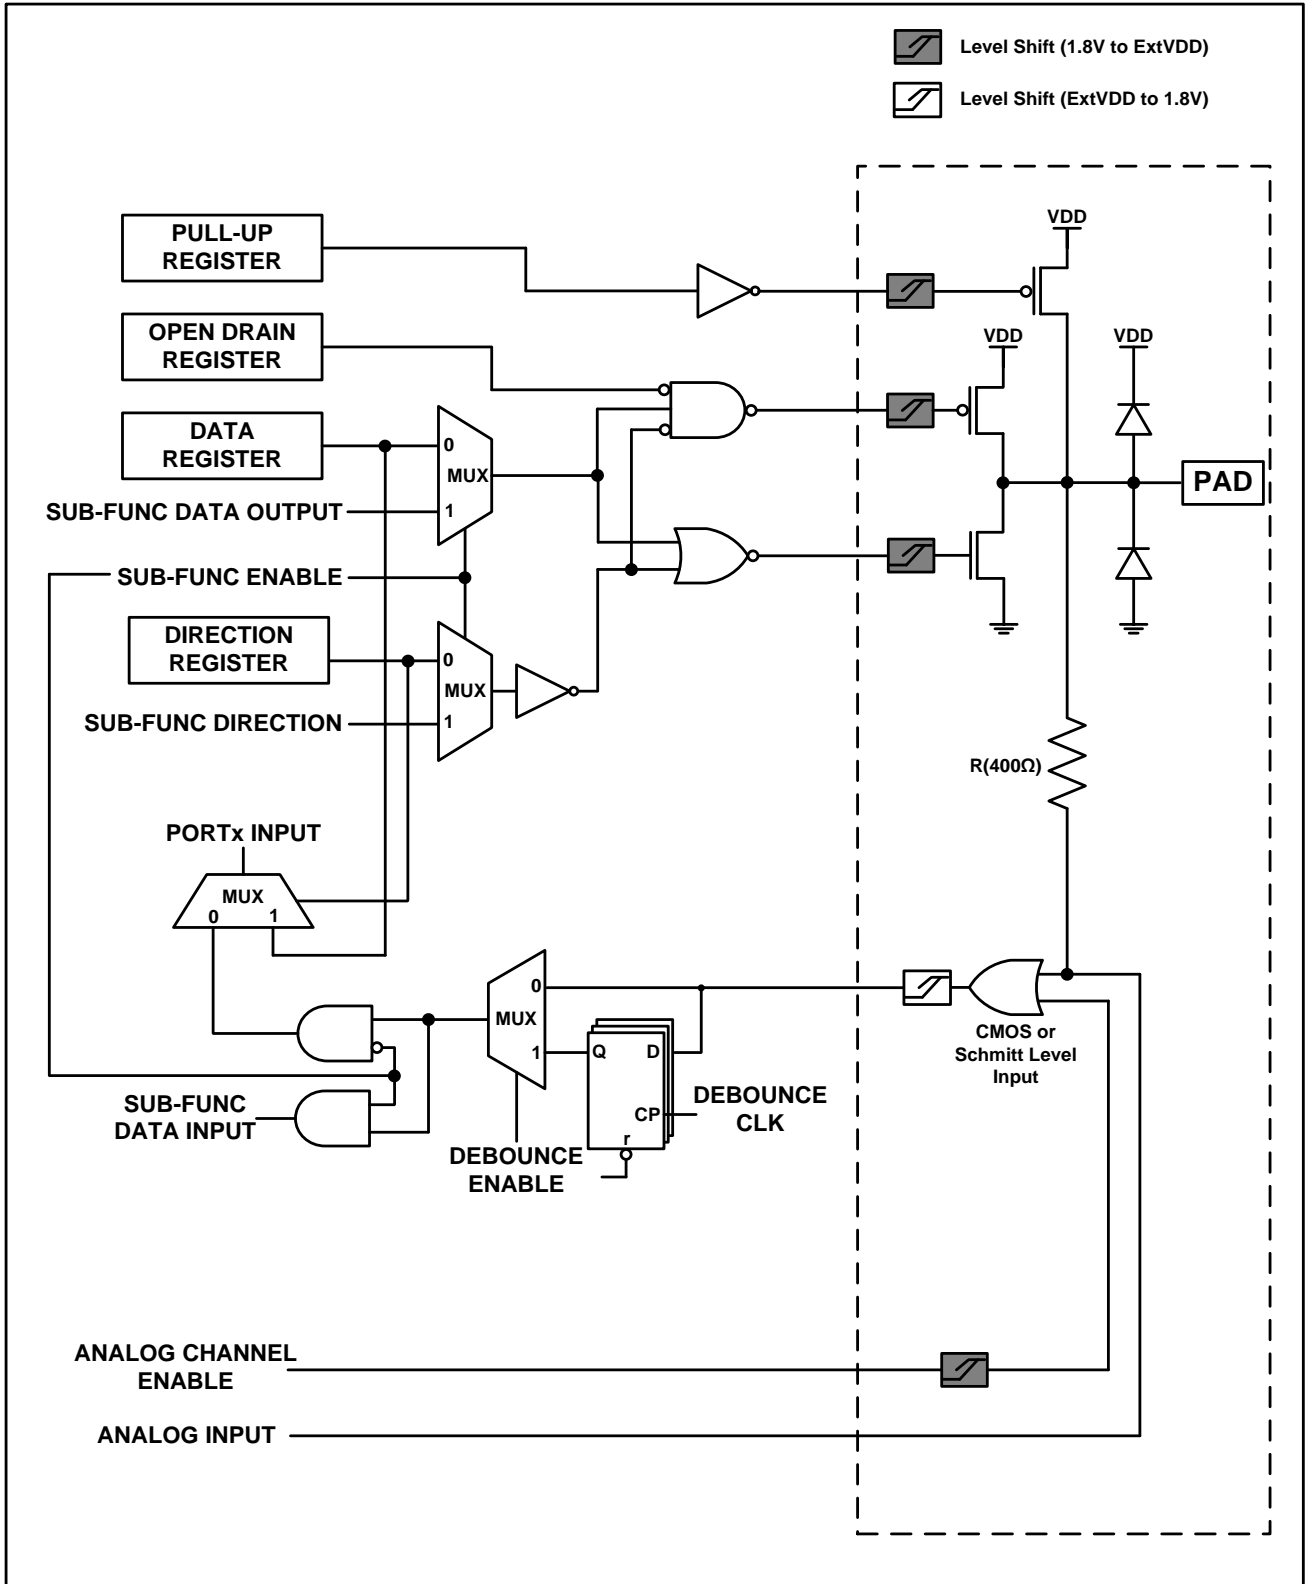 Level Shift (1.8V to ExtVDD)
Level Shift (ExtVDD to 1.8V)
VDD
PULL-UP
REGISTER
OPEN DRAIN
REGISTER
VDD
VDD
DATA
REGISTER
0
MUX
1
SUB-FUNC DATA OUTPUT
PAD
SUB-FUNC ENABLE
DIRECTION
REGISTER
0
MUX
1
SUB-FUNC DIRECTION
R(400Ω)
PORTx INPUT
MUX
0
1
0
MUX
1
Q
D
CP
r
DEBOUNCE
CLK
CMOS or
Schmitt Level
Input
SUB-FUNC
DATA INPUT
DEBOUNCE
ENABLE
ANALOG CHANNEL
ENABLE
ANALOG INPUT